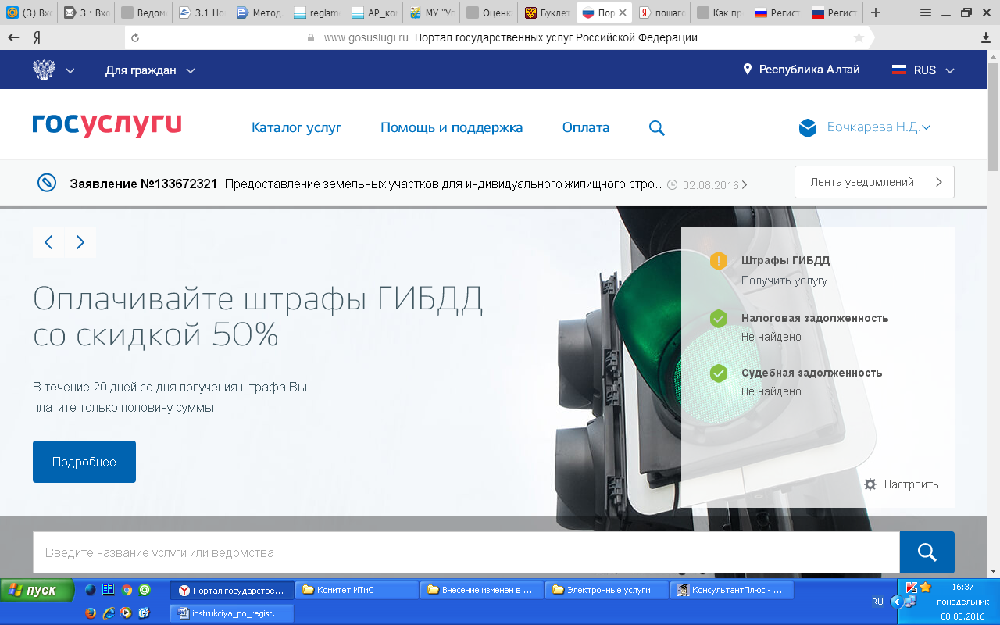 (3) Вхо
3 · Вхо
Ведом
3.1 Но
Метод
reglam
АР_ко
МУ "Уп
Оценк
Буклет
Пор
пошаго
Как пр
Регист
Регист
www.gosuslugi.ru Портал государственных услуг Российской Федерации
Для граждан
Республика Алтай
RUS
госуслуги
Каталог услуг
Помощь и поддержка
Оплата
Бочкарева Н.Д.
Заявление №133672321 Предоставление земельных участков для индивидуального жилищного стро.. 02.08.2016
Лента уведомлений
Оплачивайте штрафы ГИБДД
со скидкой 50%
В течение 20 дней со дня получения штрафа Вы
платите только половину суммы.
Подробнее
Штрафы ГИБДД
Получить услугу
Налоговая задолженность
Не найдено
Судебная задолженность
Не найдено
Настроить
Введите название услуги или ведомства
пуск
Портал государстве...
Комитет ИТиС
Внесение изменен в ...
Электронные услуги
КонсультантПлюс - ...
instrukciya_po_regist...
RU
16:37
понедельник
08.08.2016